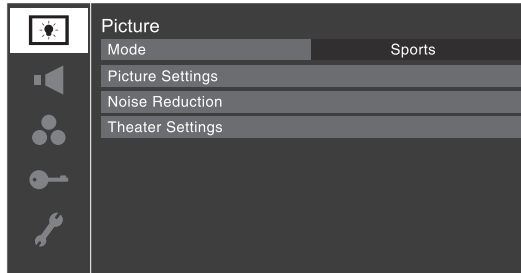 Picture
Mode Sports
Picture Settings
Noise Reduction
Theater Settings